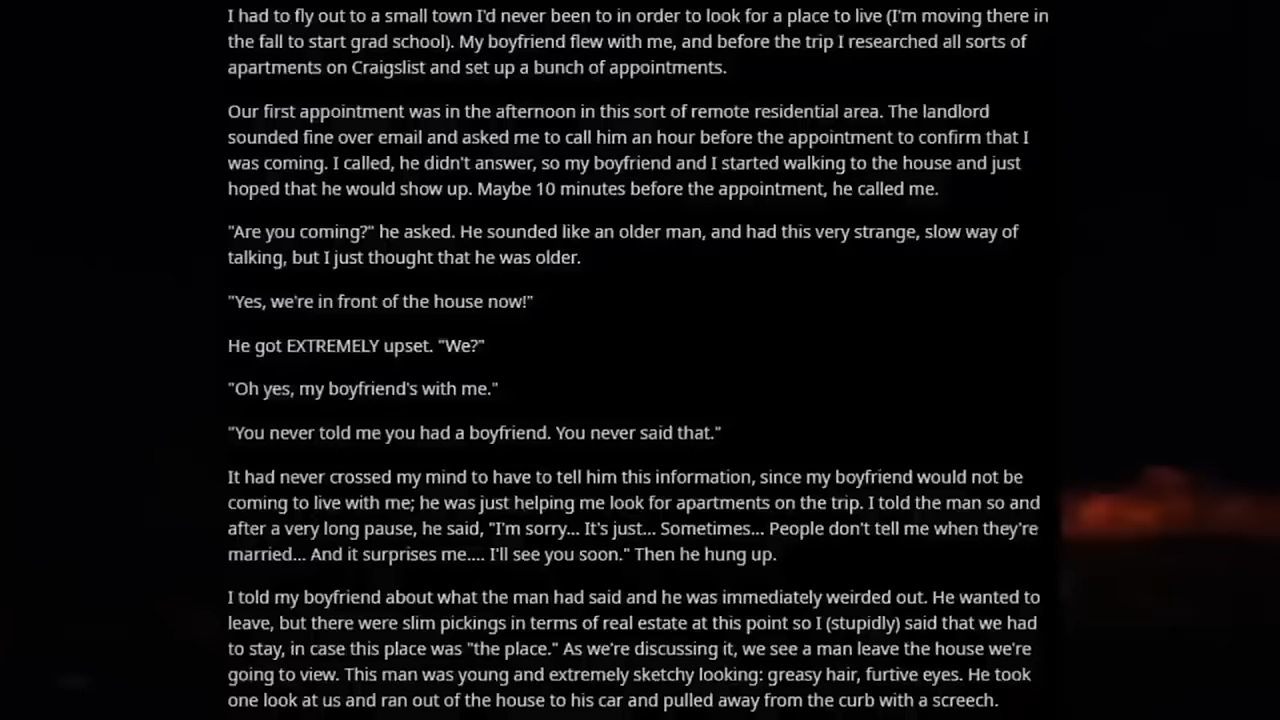 I had to fly out to a small town I'd never been to in order to look for a place to live (I'm moving there in
the fall to start grad school). My boyfriend flew with me, and before the trip I researched all sorts of
apartments on Craigslist and set up a bunch of appointments.
Our first appointment was in the afternoon in this sort of remote residential area. The landlord
sounded fine over email and asked me to call him an hour before the appointment to confirm that I
was coming. I called, he didn't answer, so my boyfriend and I started walking to the house and just
hoped that he would show up. Maybe 10 minutes before the appointment, he called me.
"Are you coming?" he asked. He sounded like an older man, and had this very strange, slow way of
talking, but I just thought that he was older.
"Yes, we're in front of the house now!"
He got EXTREMELY upset. "We?"
"Oh yes, my boyfriend's with me."
"You never told me you had a boyfriend. You never said that."
It had never crossed my mind to have to tell him this information, since my boyfriend would not be
coming to live with me; he was just helping me look for apartments on the trip. I told the man so and
after a very long pause, he said, "I'm sorry... It's just... Sometimes... People don't tell me when they're
married... And it surprises me.... I'll see you soon." Then he hung up.
I told my boyfriend about what the man had said and he was immediately weirded out. He wanted to
leave, but there were slim pickings in terms of real estate at this point so I (stupidly) said that we had
to stay, in case this place was "the place." As we're discussing it, we see a man leave the house we're
going to view. This man was young and extremely sketchy looking: greasy hair, furtive eyes. He took
one look at us and ran out of the house to his car and pulled away from the curb with a screech.